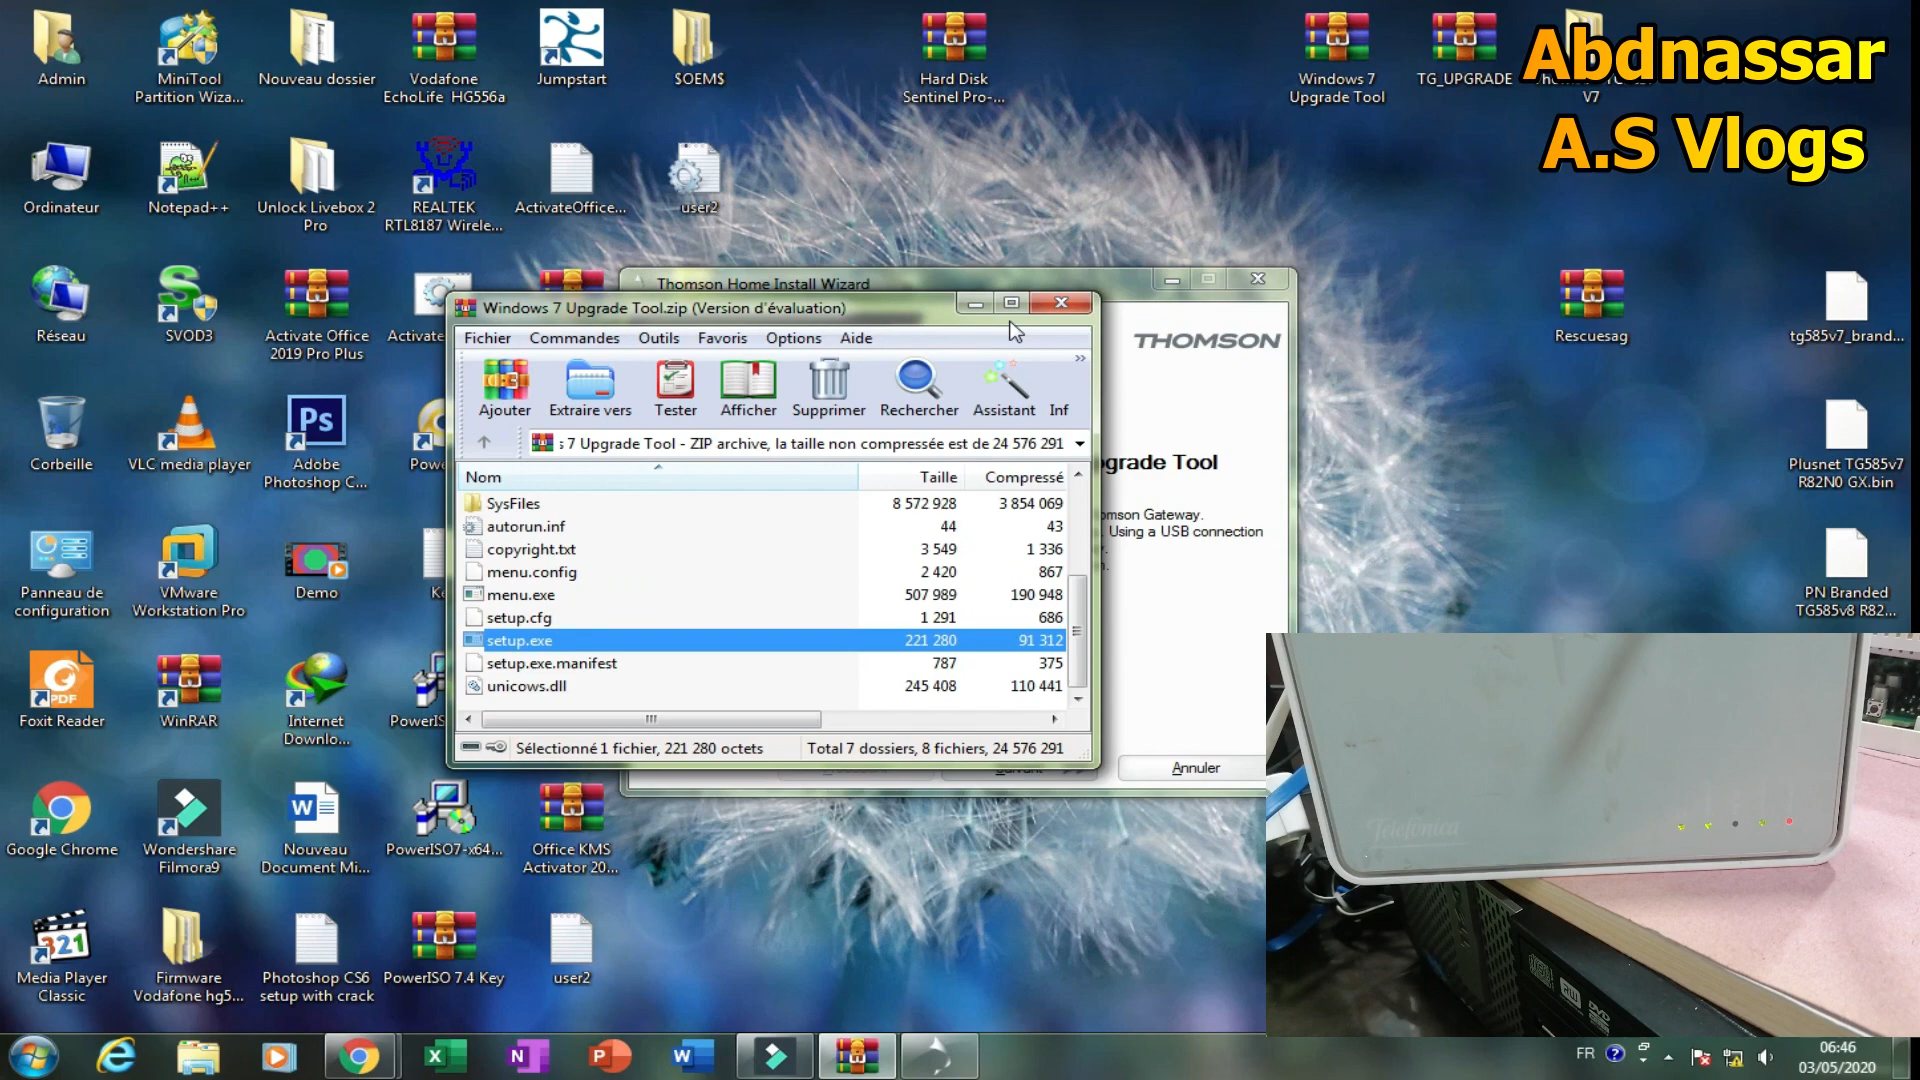 Abdnassar
A.S Vlogs
Admin
MiniTool
Partition Wiza...
Nouveau dossier
Vodafone
EchoLife HG556a
Jumpstart
$OEM$
Hard Disk
Sentinel Pro-...
Windows 7
Upgrade Tool
TG_UPGRADE
V7
Ordinateur
Notepad++
Unlock Livebox 2
Pro
REALTEK
RTL8187 Wirele...
ActivateOffice...
user2
Réseau
SVOD3
Activate Office
2019 Pro Plus
Activate
Rescuesag
tg585v7_brand...
Corbeille
VLC media player
Ps
Adobe
Photoshop C...
Plusnet TG585v7
R82N0 GX.bin
Panneau de
configuration
VMware
Workstation Pro
Demo
PN Branded
TG585v8 R82...
PDF
Foxit Reader
WinRAR
Internet
Downlo...
Google Chrome
Wondershare
Filmora9
Nouveau
Document Mi...
PowerISO7-x64...
Office KMS
Activator 20...
321
Media Player
Classic
Firmware
Vodafone hg5...
Photoshop CS6
setup with crack
PowerISO 7.4 Key
user2
Thomson Home Install Wizard
THOMSON
grade Tool
omson Gateway.
Using a USB connection
Annuler
Windows 7 Upgrade Tool.zip (Version d'évaluation)
Fichier Commandes Outils Favoris Options Aide
Ajouter Extraire vers Tester Afficher Supprimer Rechercher Assistant Inf
7 Upgrade Tool - ZIP archive, la taille non compressée est de 24 576 291
Nom Taille Compressé
SysFiles 8 572 928 3 854 069
autorun.inf 44 43
copyright.txt 3 549 1 336
menu.config 2 420 867
menu.exe 507 989 190 948
setup.cfg 1 291 686
setup.exe 221 280 91 312
setup.exe.manifest 787 375
unicows.dll 245 408 110 441
Sélectionné 1 fichier, 221 280 octets Total 7 dossiers, 8 fichiers, 24 576 291
Telefónica
RW
DVD
FR
06:46
03/05/2020